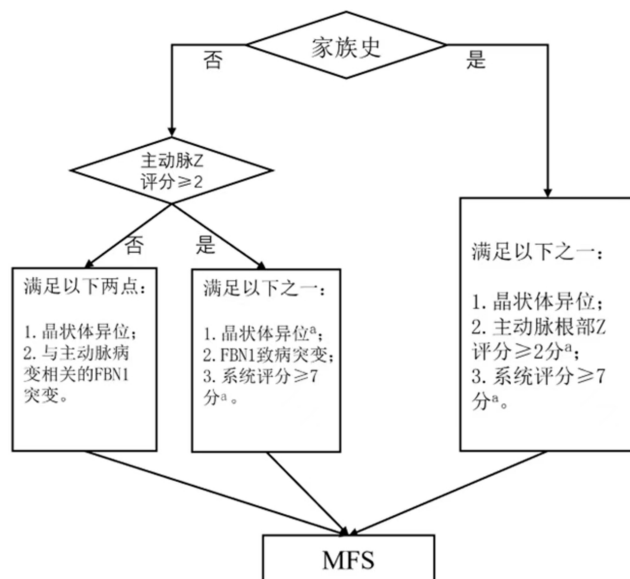 家族史
否
是
主动脉Z
评分≥2
否
是
满足以下两点：
1. 晶状体异位；
2. 与主动脉病
变相关的FBN1
突变。
满足以下之一：
1. 晶状体异位ᵃ；
2. FBN1致病突变；
3. 系统评分≥7
分ᵃ。
满足以下之一：
1. 晶状体异位；
2. 主动脉根部Z
评分≥2分ᵃ；
3. 系统评分≥7
分ᵃ。
MFS